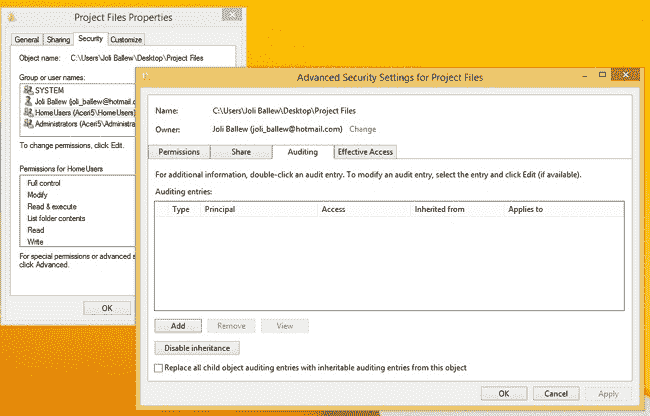 Project Files Properties
General Sharing Security Customize
Object name: C:\Users\Joli Ballew\Desktop\Project Files
Group or user names:
SYSTEM
Joli Ballew (joli_ballew@hotmail.c
HomeUsers (Aceri5\HomeUsers)
Administrators (Aceri5\Administra
To change permissions, click Edit.
Permissions for HomeUsers
Full control
Modify
Read & execute
List folder contents
Read
Write
For special permissions or advanced s
click Advanced.
OK
Advanced Security Settings for Project Files
Name: C:\Users\Joli Ballew\Desktop\Project Files
Owner: Joli Ballew (joli_ballew@hotmail.com) Change
Permissions Share Auditing Effective Access
For additional information, double-click an audit entry. To modify an audit entry, select the entry and click Edit (if available).
Auditing entries:
Type Principal Access Inherited from Applies to
Add Remove View
Disable inheritance
Replace all child object auditing entries with inheritable auditing entries from this object
OK Cancel Apply